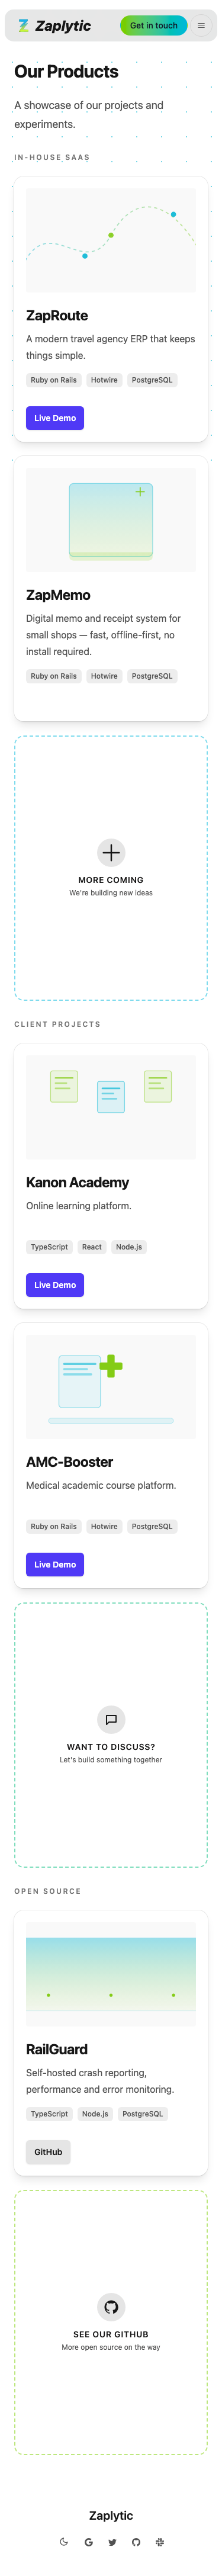 Zaplytic
Get in touch
Our Products
A showcase of our projects and
experiments.
IN-HOUSE SAAS
ZapRoute
A modern travel agency ERP that keeps
things simple.
Ruby on Rails Hotwire PostgreSQL
Live Demo
ZapMemo
Digital memo and receipt system for
small shops — fast, offline-first, no
install required.
Ruby on Rails Hotwire PostgreSQL
MORE COMING
We're building new ideas
CLIENT PROJECTS
Kanon Academy
Online learning platform.
TypeScript React Node.js
Live Demo
AMC-Booster
Medical academic course platform.
Ruby on Rails Hotwire PostgreSQL
Live Demo
WANT TO DISCUSS?
Let's build something together
OPEN SOURCE
RailGuard
Self-hosted crash reporting,
performance and error monitoring.
TypeScript Node.js PostgreSQL
GitHub
SEE OUR GITHUB
More open source on the way
Zaplytic